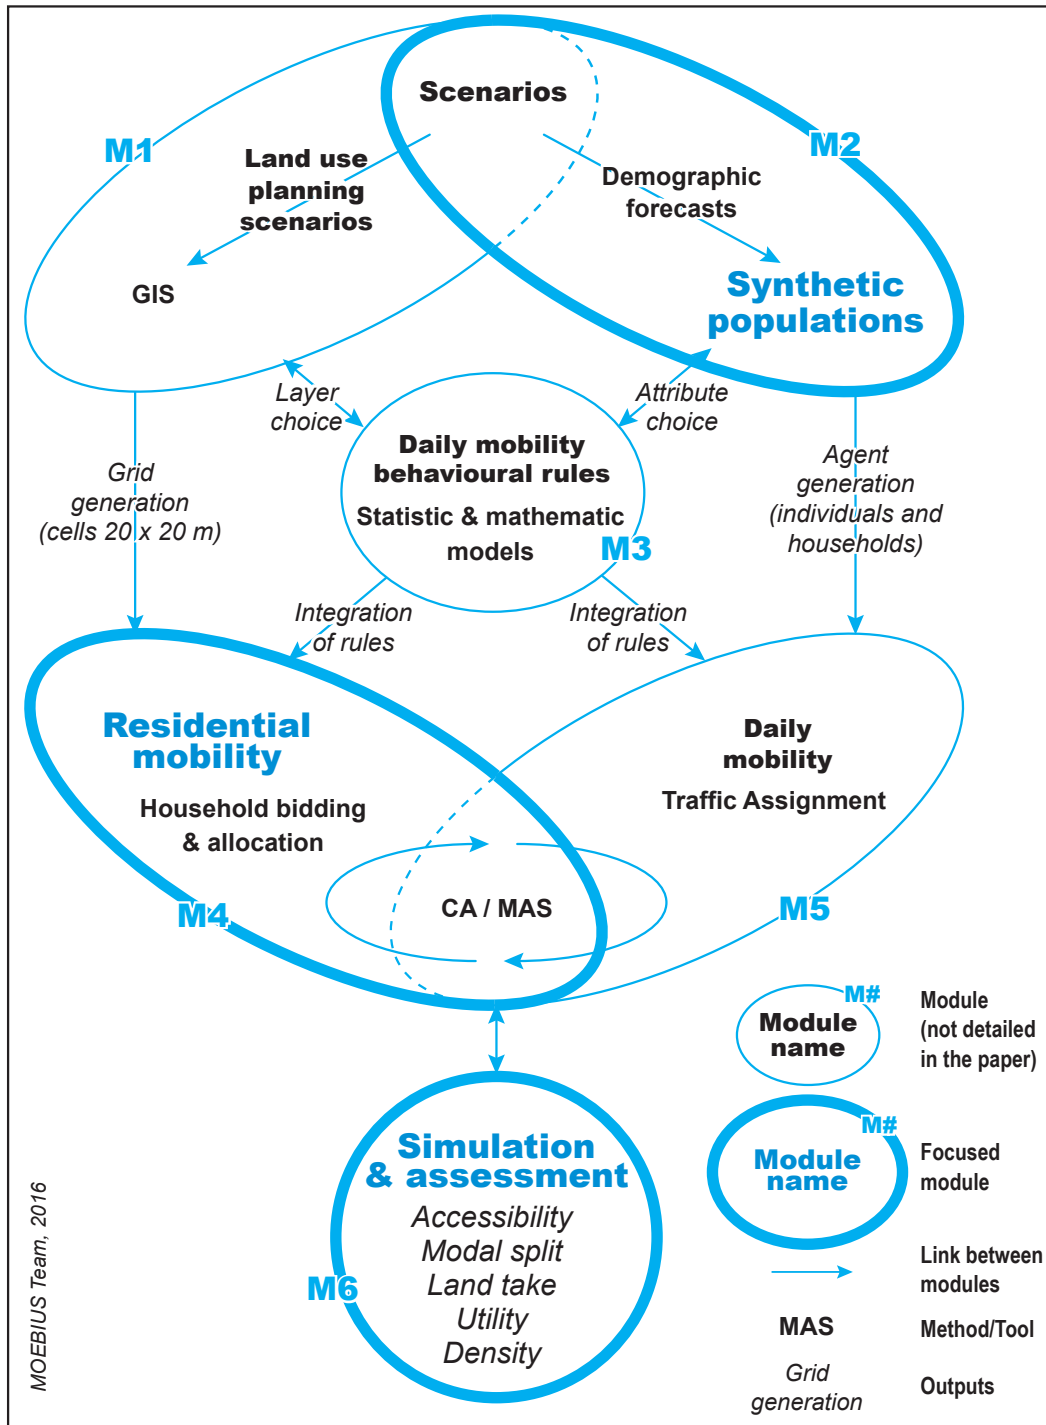 Scenarios
M1
M2
Land use
planning
scenarios
Demographic
forecasts
GIS
Synthetic
populations
Layer
choice
Attribute
choice
Daily mobility
behavioural rules
Statistic & mathematic
models
M3
Grid
generation
(cells 20 x 20 m)
Agent
generation
(individuals and
households)
Integration
of rules
Integration
of rules
Residential
mobility
Household bidding
& allocation
Daily
mobility
Traffic Assignment
CA / MAS
M4
M5
Simulation
& assessment
Accessibility
Modal split
Land take
Utility
Density
M6
M#
Module
name
Module
(not detailed
in the paper)
M#
Module
name
Focused
module
Link between
modules
MAS
Method/Tool
Grid
generation
Outputs
MOEBIUS Team, 2016